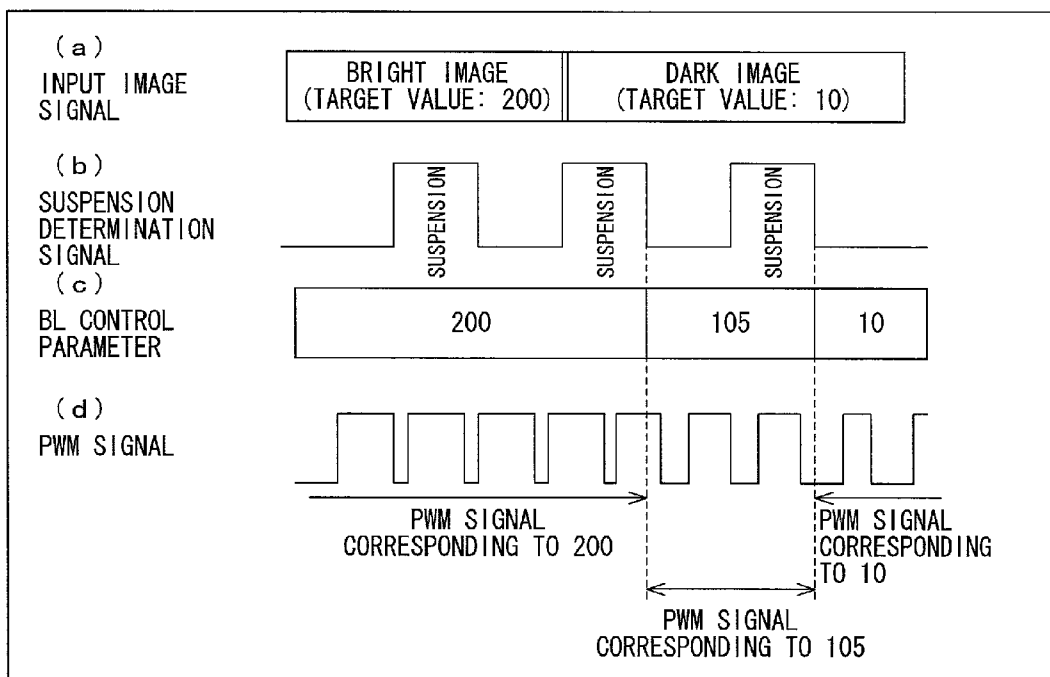 (a)
INPUT IMAGE
SIGNAL
BRIGHT IMAGE
(TARGET VALUE: 200)
DARK IMAGE
(TARGET VALUE: 10)
(b)
SUSPENSION
DETERMINATION
SIGNAL
SUSPENSION
SUSPENSION
SUSPENSION
(c)
BL CONTROL
PARAMETER
200
105
10
(d)
PWM SIGNAL
PWM SIGNAL
CORRESPONDING TO 200
PWM SIGNAL
CORRESPONDING
TO 10
PWM SIGNAL
CORRESPONDING TO 105